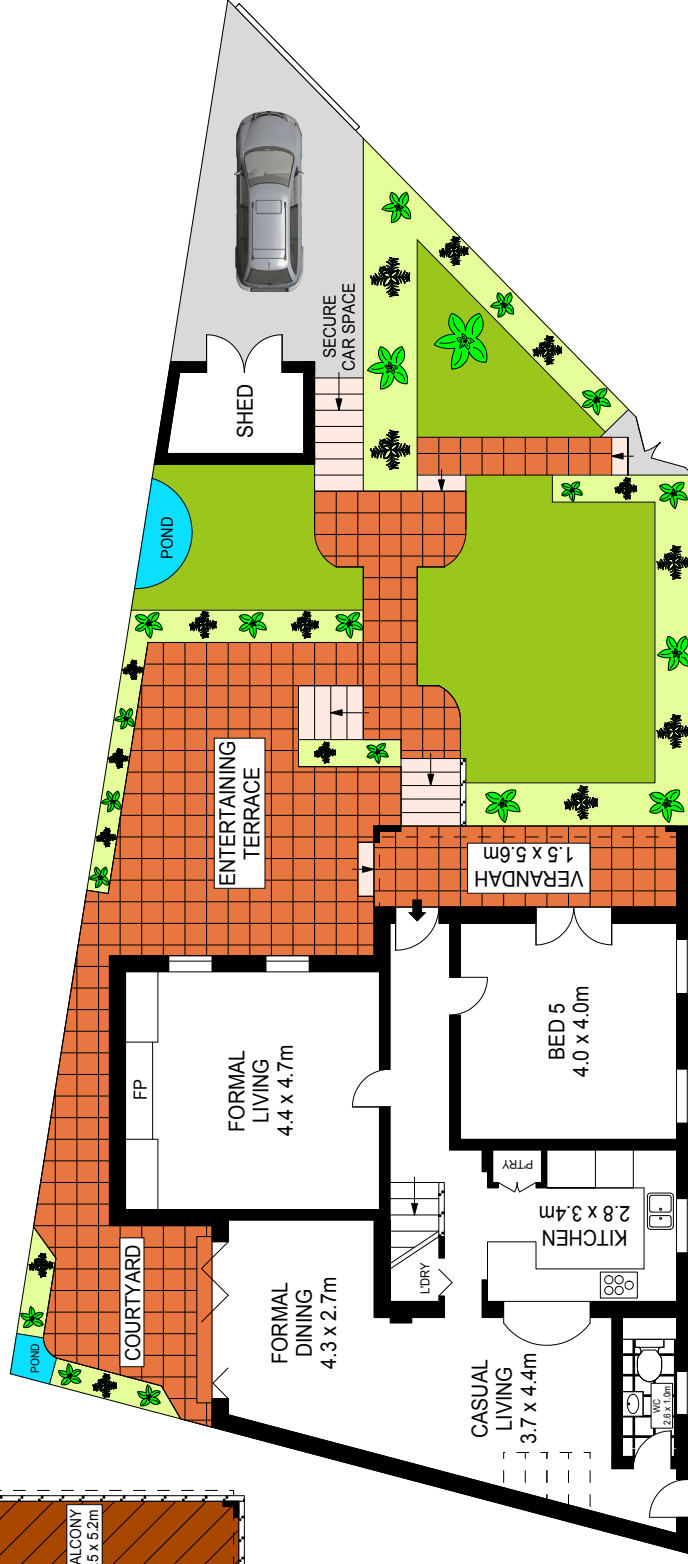 SECURE
CAR SPACE
SHED
POND
ENTERTAINING
TERRACE
VERANDAH
1.5 x 5.6m
BED 5
4.0 x 4.0m
FP
FORMAL
LIVING
4.4 x 4.7m
P'TRY
KITCHEN
2.8 x 3.4m
L'DRY
COURTYARD
FORMAL
DINING
4.3 x 2.7m
POND
CASUAL
LIVING
3.7 x 4.4m
WC
2.6 x 1.0m
ALCONY
.5 x 5.2m